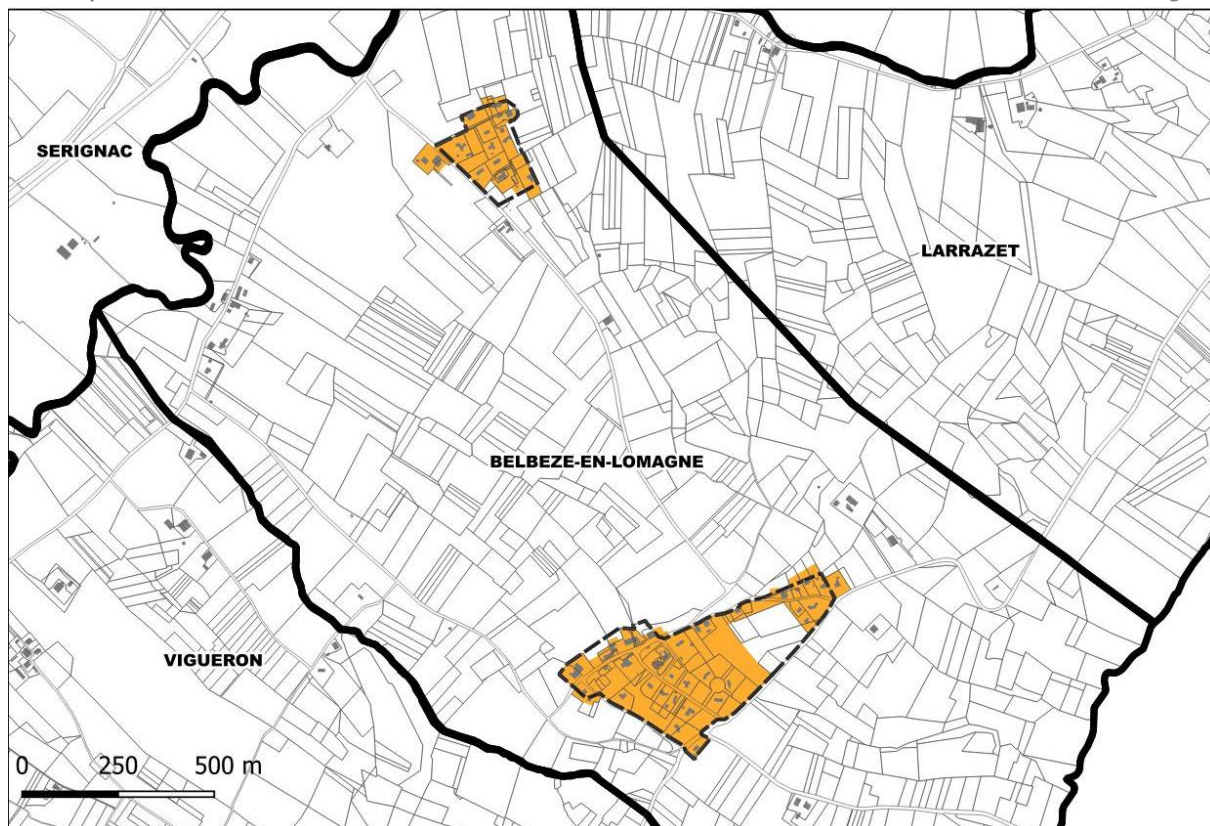 SERIGNAC
LARRAZET
BELBEZE-EN-LOMAGNE
VIGUERON
0 250 500 m